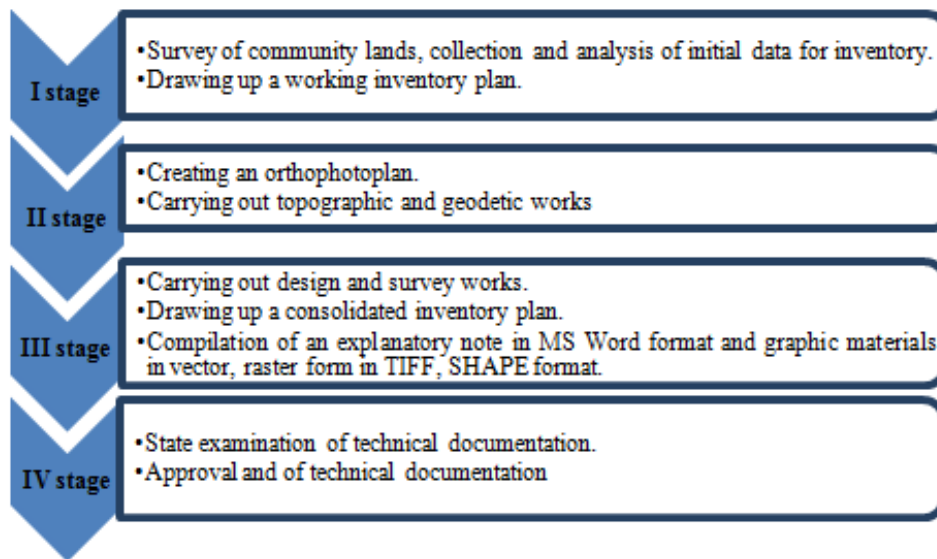 I stage
•Survey of community lands, collection and analysis of initial data for inventory.
•Drawing up a working inventory plan.
II stage
•Creating an orthophotoplan.
•Carrying out topographic and geodetic works
III stage
•Carrying out design and survey works.
•Drawing up a consolidated inventory plan.
•Compilation of an explanatory note in MS Word format and graphic materials
in vector, raster form in TIFF, SHAPE format.
IV stage
•State examination of technical documentation.
•Approval and of technical documentation